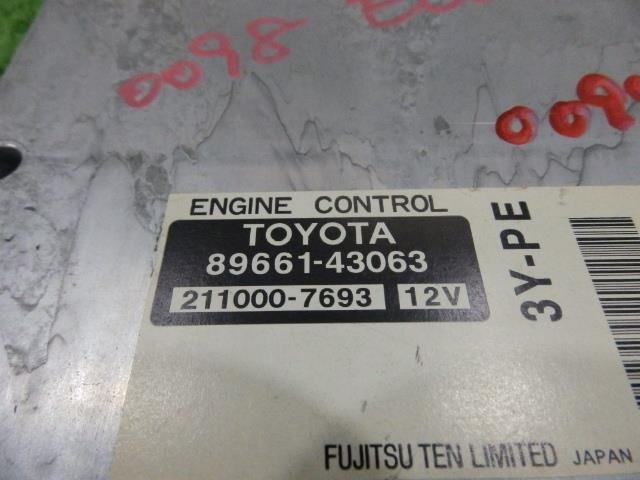 0098
ENGINE CONTROL
TOYOTA
89661-43063
211000-7693 12V
3Y-PE
FUJITSU TEN LIMITED JAPAN